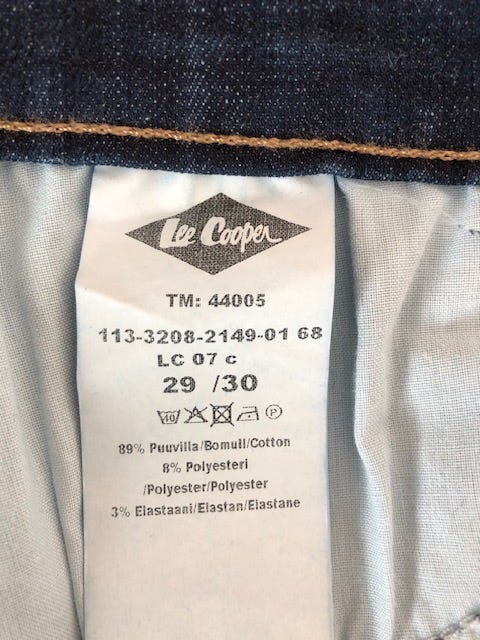 Lee Cooper
TM: 44005
113-3208-2149-01 68
LC 07 c
29 /30
40 P
89% Puuvilla/Bomull/Cotton
8% Polyesteri
/Polyester/Polyester
3% Elastaani/Elastan/Elastane